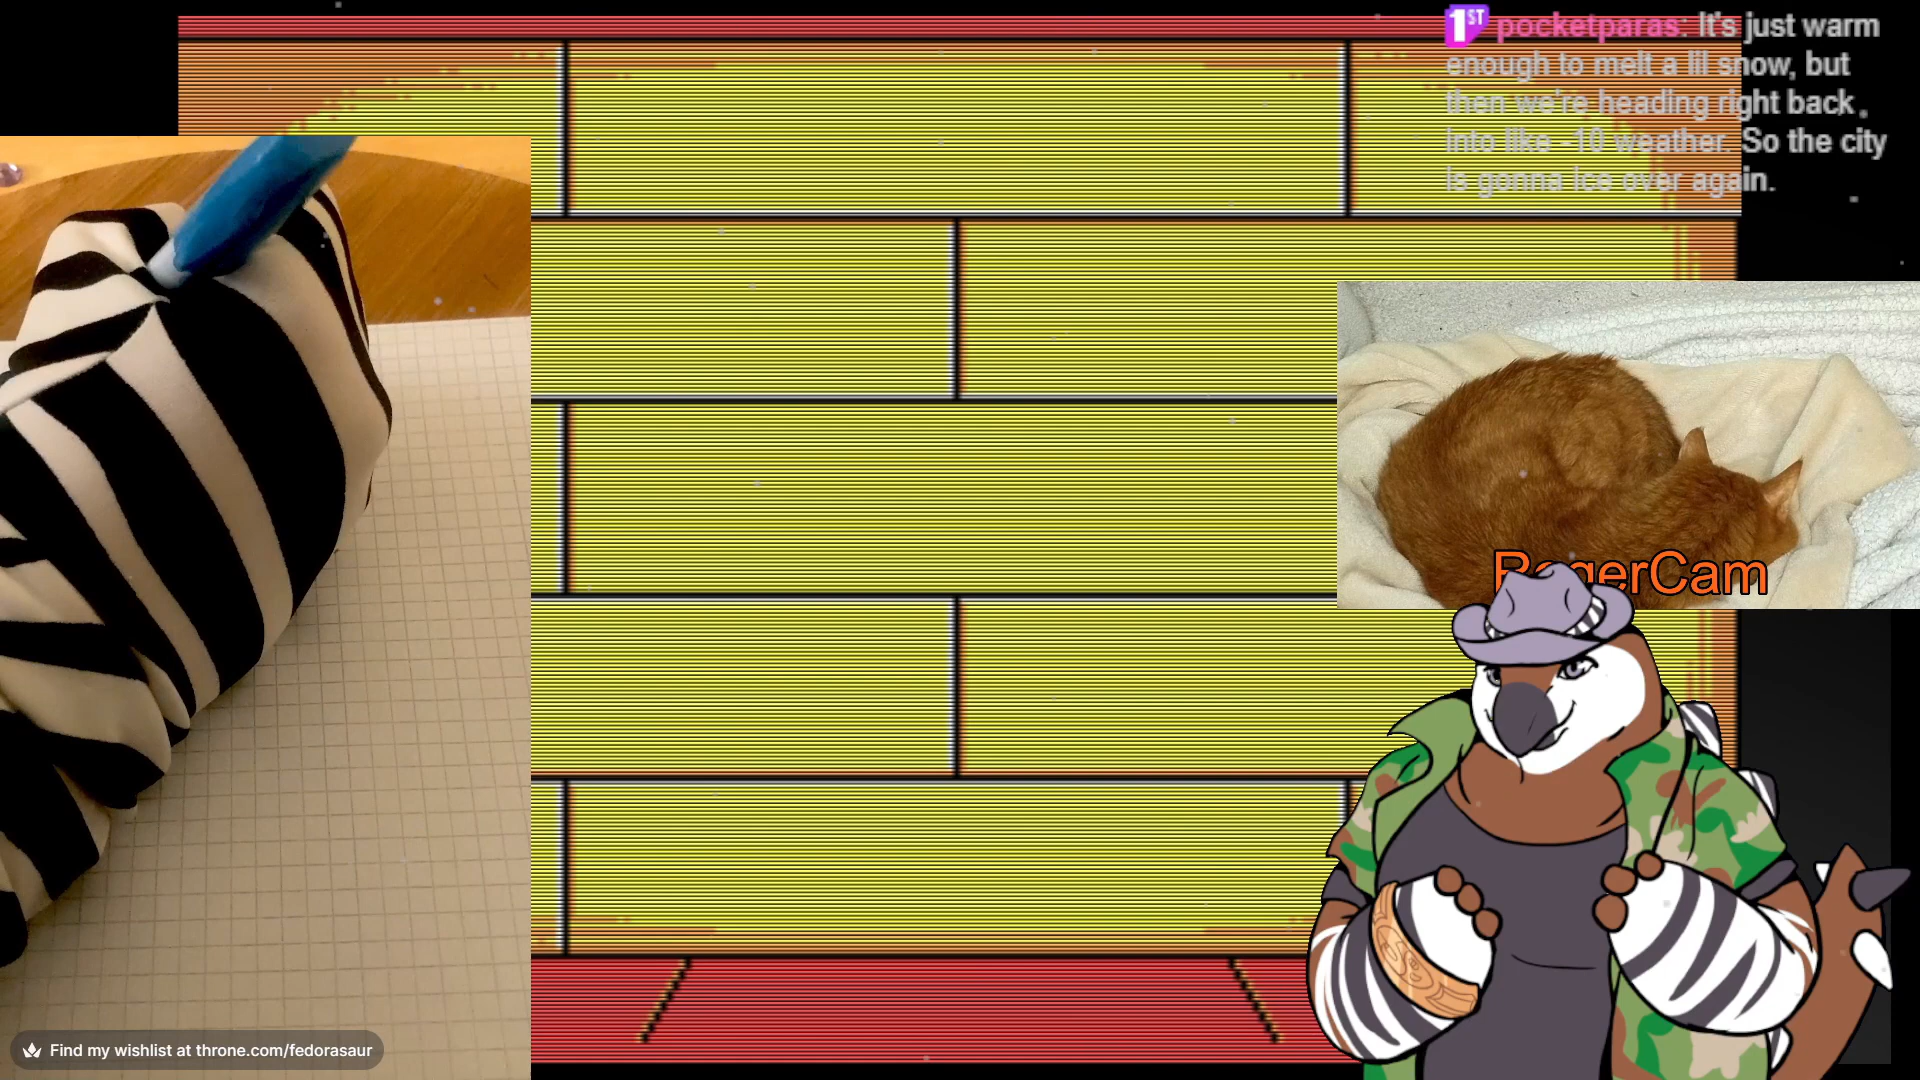 1ST pocketparas: It's just warm
enough to melt a lil snow, but
then we're heading right back
into like -10 weather. So the city
is gonna ice over again.
RogerCam
Find my wishlist at throne.com/fedorasaur